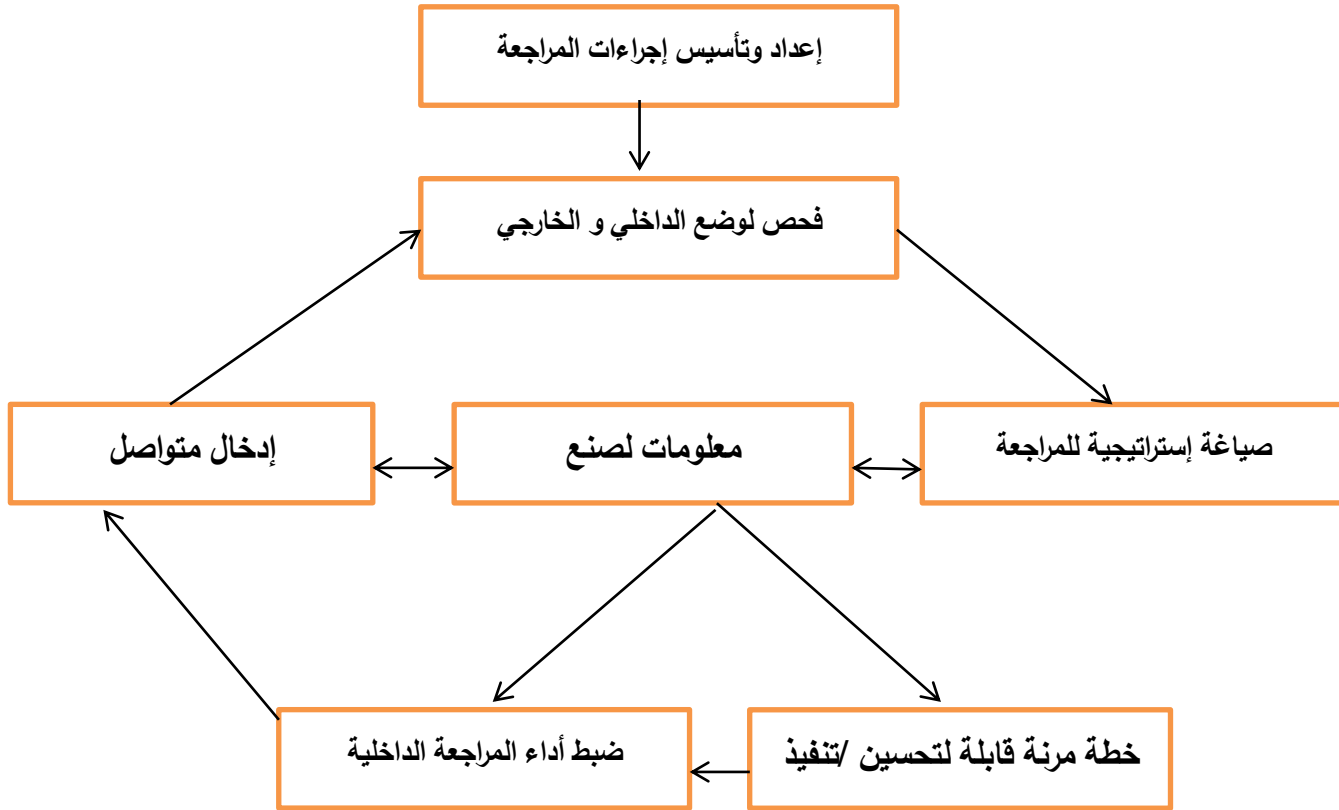 إعداد وتأسيس إجراءات المراجعة
فحص لوضع الداخلي و الخارجي
صياغة إستراتيجية للمراجعة
معلومات لصنع
إدخال متواصل
خطة مرنة قابلة لتحسين /تنفيذ
ضبط أداء المراجعة الداخلية